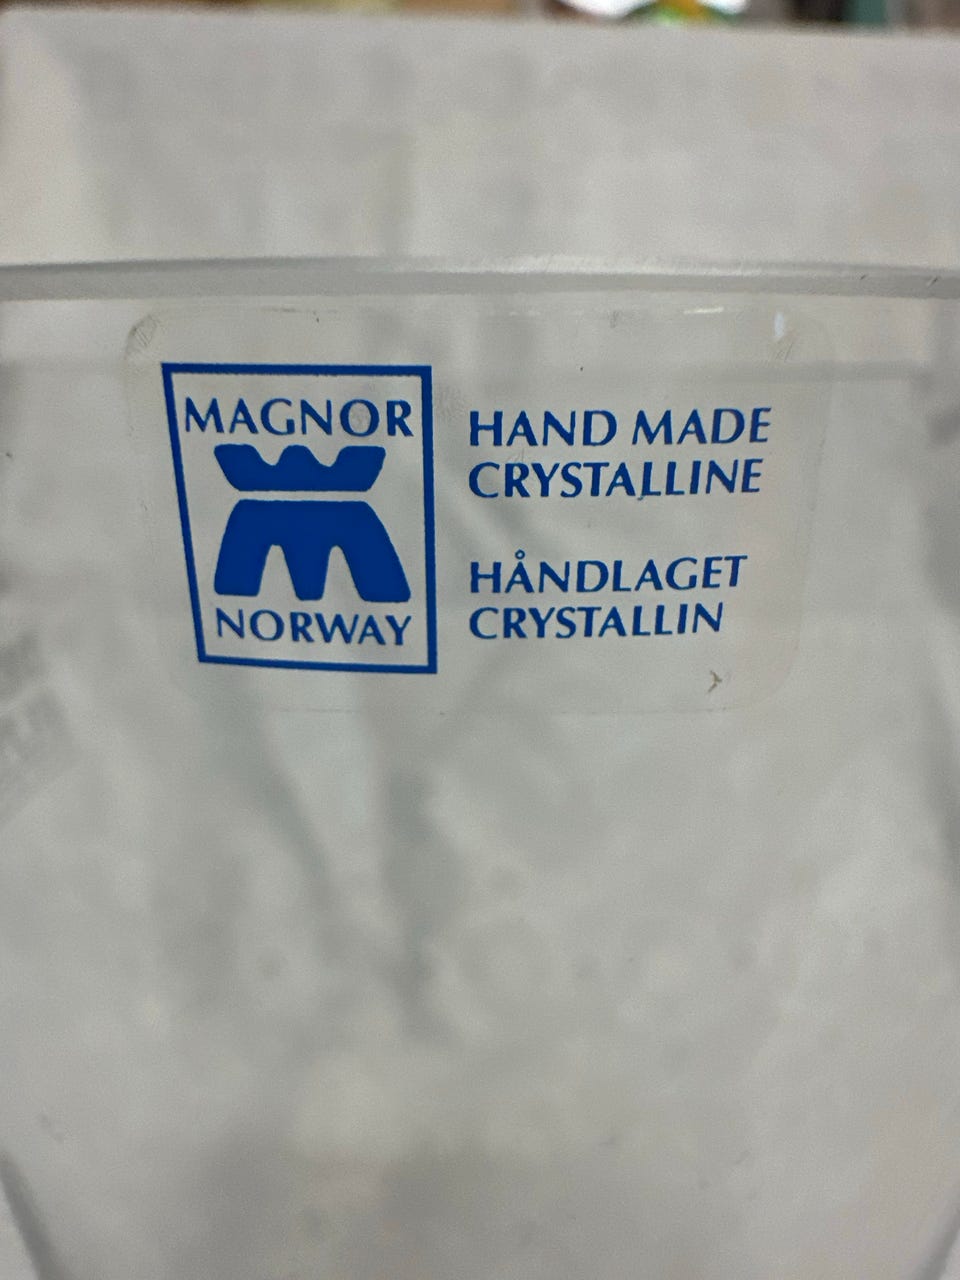 MAGNOR
NORWAY
HAND MADE
CRYSTALLINE
HÅNDLAGET
CRYSTALLIN